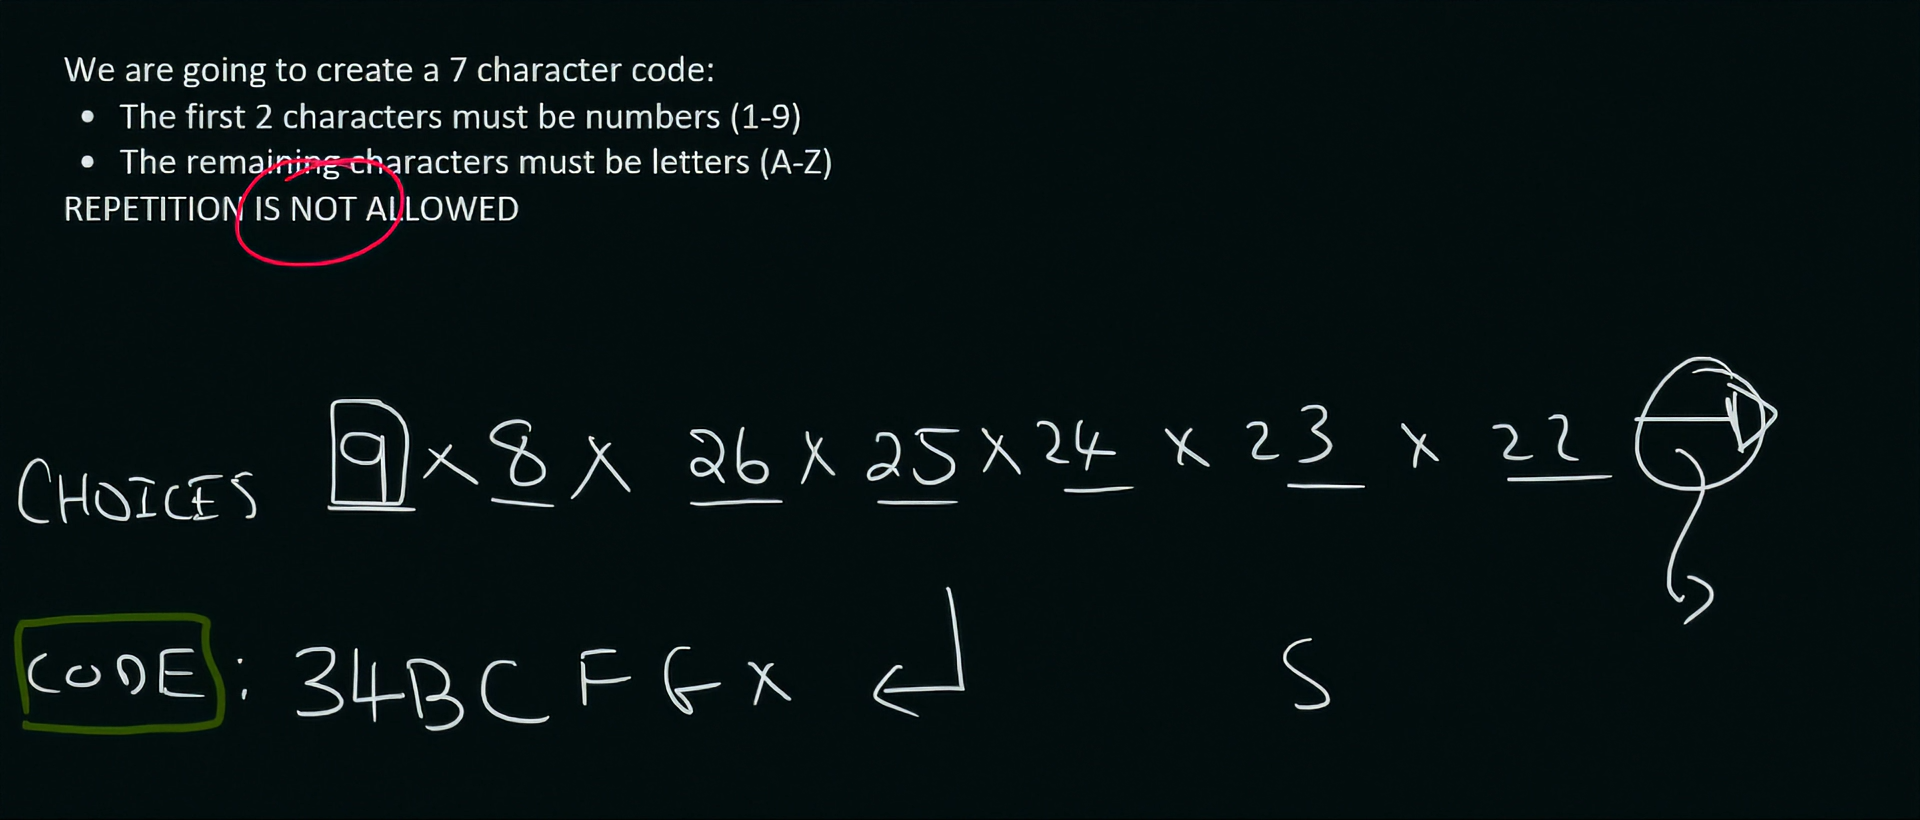 We are going to create a 7 character code:
• The first 2 characters must be numbers (1-9)
• The remaining characters must be letters (A-Z)
REPETITION IS NOT ALLOWED
CHOICES 9 x 8 x 26 x 25 x 24 x 23 x 22
CODE: 34BCFGX S